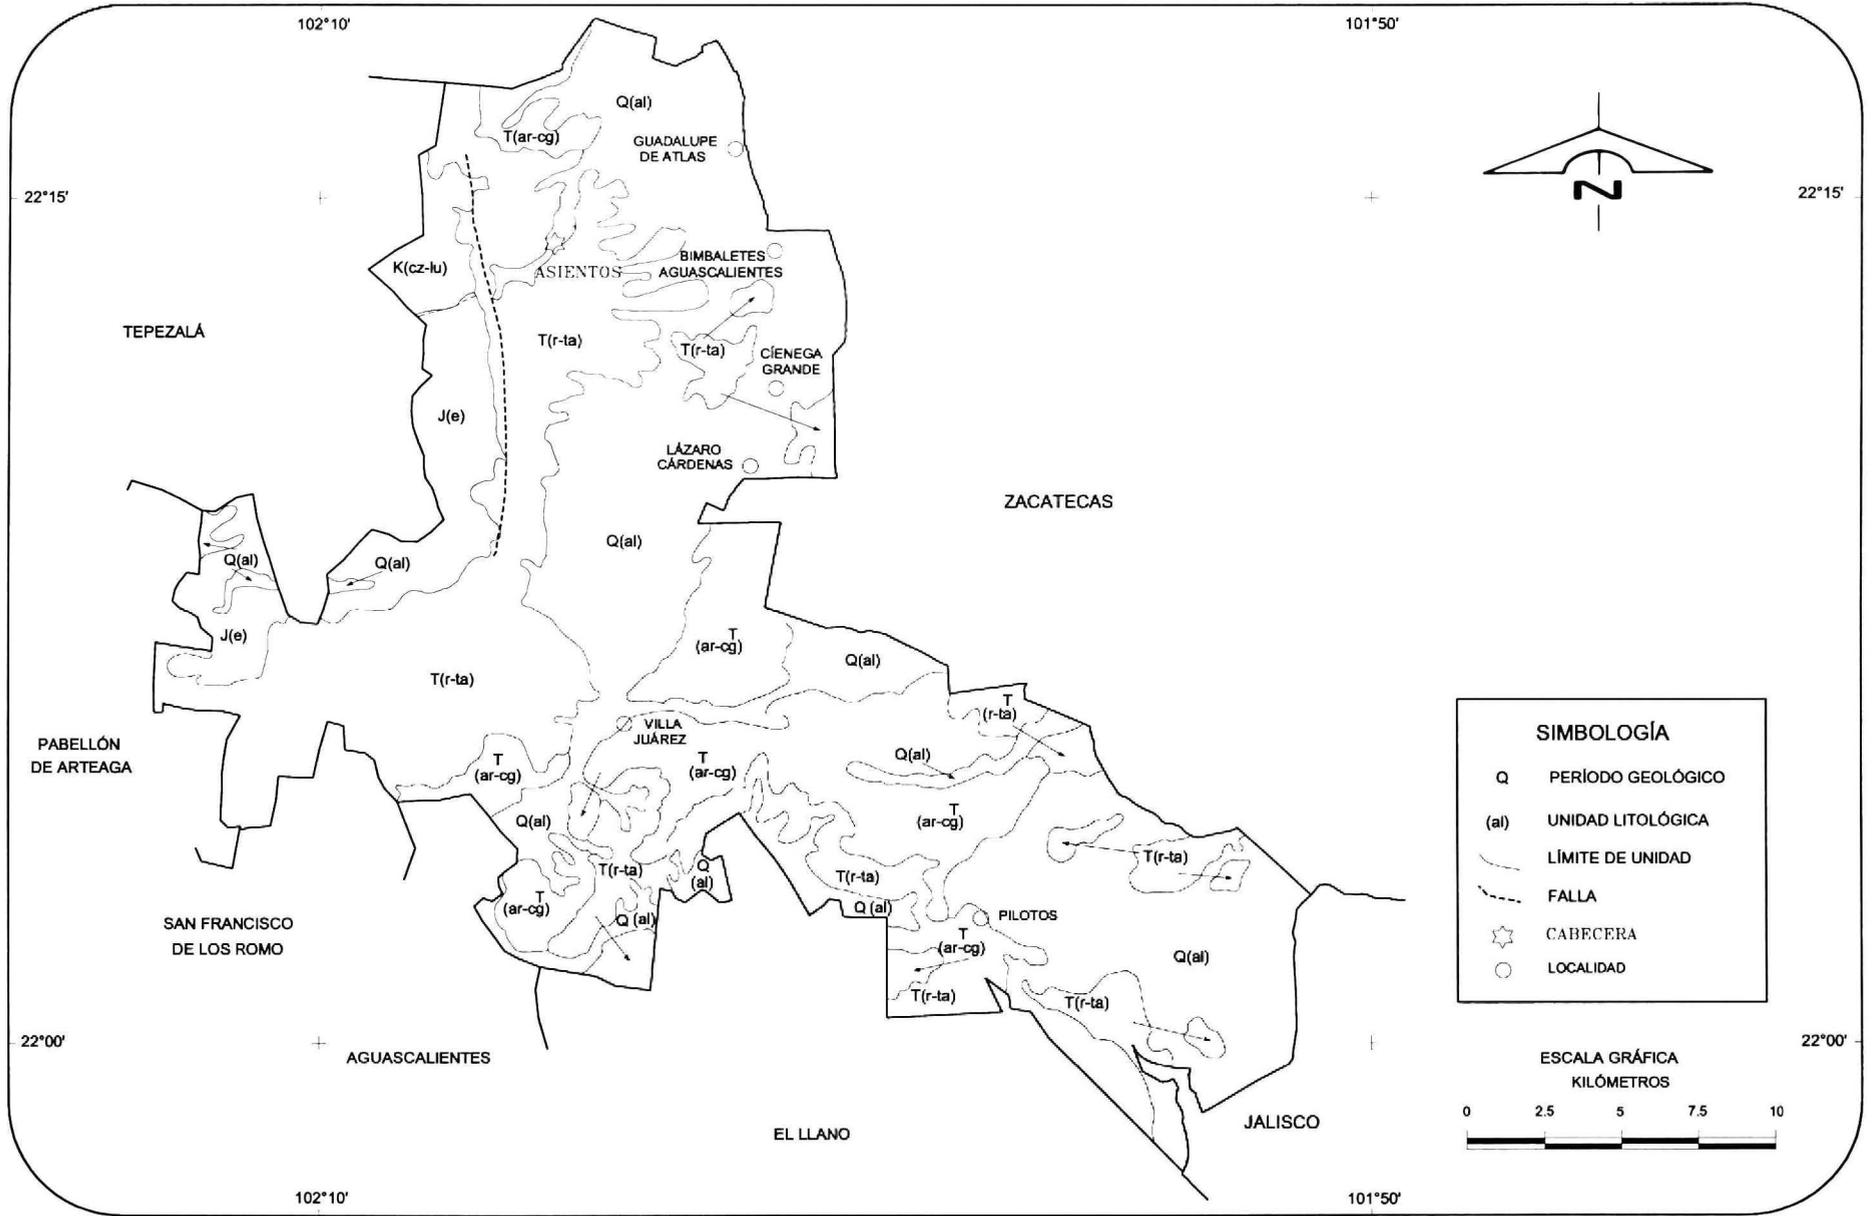 102°10'
101°50'
Q(al)
T(ar-cg)
GUADALUPE
DE ATLAS
22°15'
22°15'
N
K(cz-lu)
ASIENTOS
BIMBALETES
AGUASCALIENTES
TEPEZALÁ
T(r-ta)
T(r-ta)
CÍENEGA
GRANDE
J(e)
LÁZARO
CÁRDENAS
ZACATECAS
Q(al)
Q(al)
Q(al)
J(e)
T
(ar-cg)
Q(al)
T(r-ta)
T
(r-ta)
VILLA
JUÁREZ
PABELLÓN
DE ARTEAGA
T
(ar-cg)
T
(ar-cg)
Q(al)
Q(al)
T
(ar-cg)
T(r-ta)
Q
(al)
T(r-ta)
T(r-ta)
T
(ar-cg)
Q (al)
Q (al)
PILOTOS
SAN FRANCISCO
DE LOS ROMO
T
(ar-cg)
Q(al)
T(r-ta)
T(r-ta)
SIMBOLOGÍA
Q PERÍODO GEOLÓGICO
(al) UNIDAD LITOLÓGICA
LÍMITE DE UNIDAD
FALLA
CABECERA
LOCALIDAD
22°00'
22°00'
AGUASCALIENTES
ESCALA GRÁFICA
KILÓMETROS
0 2.5 5 7.5 10
EL LLANO
JALISCO
102°10'
101°50'